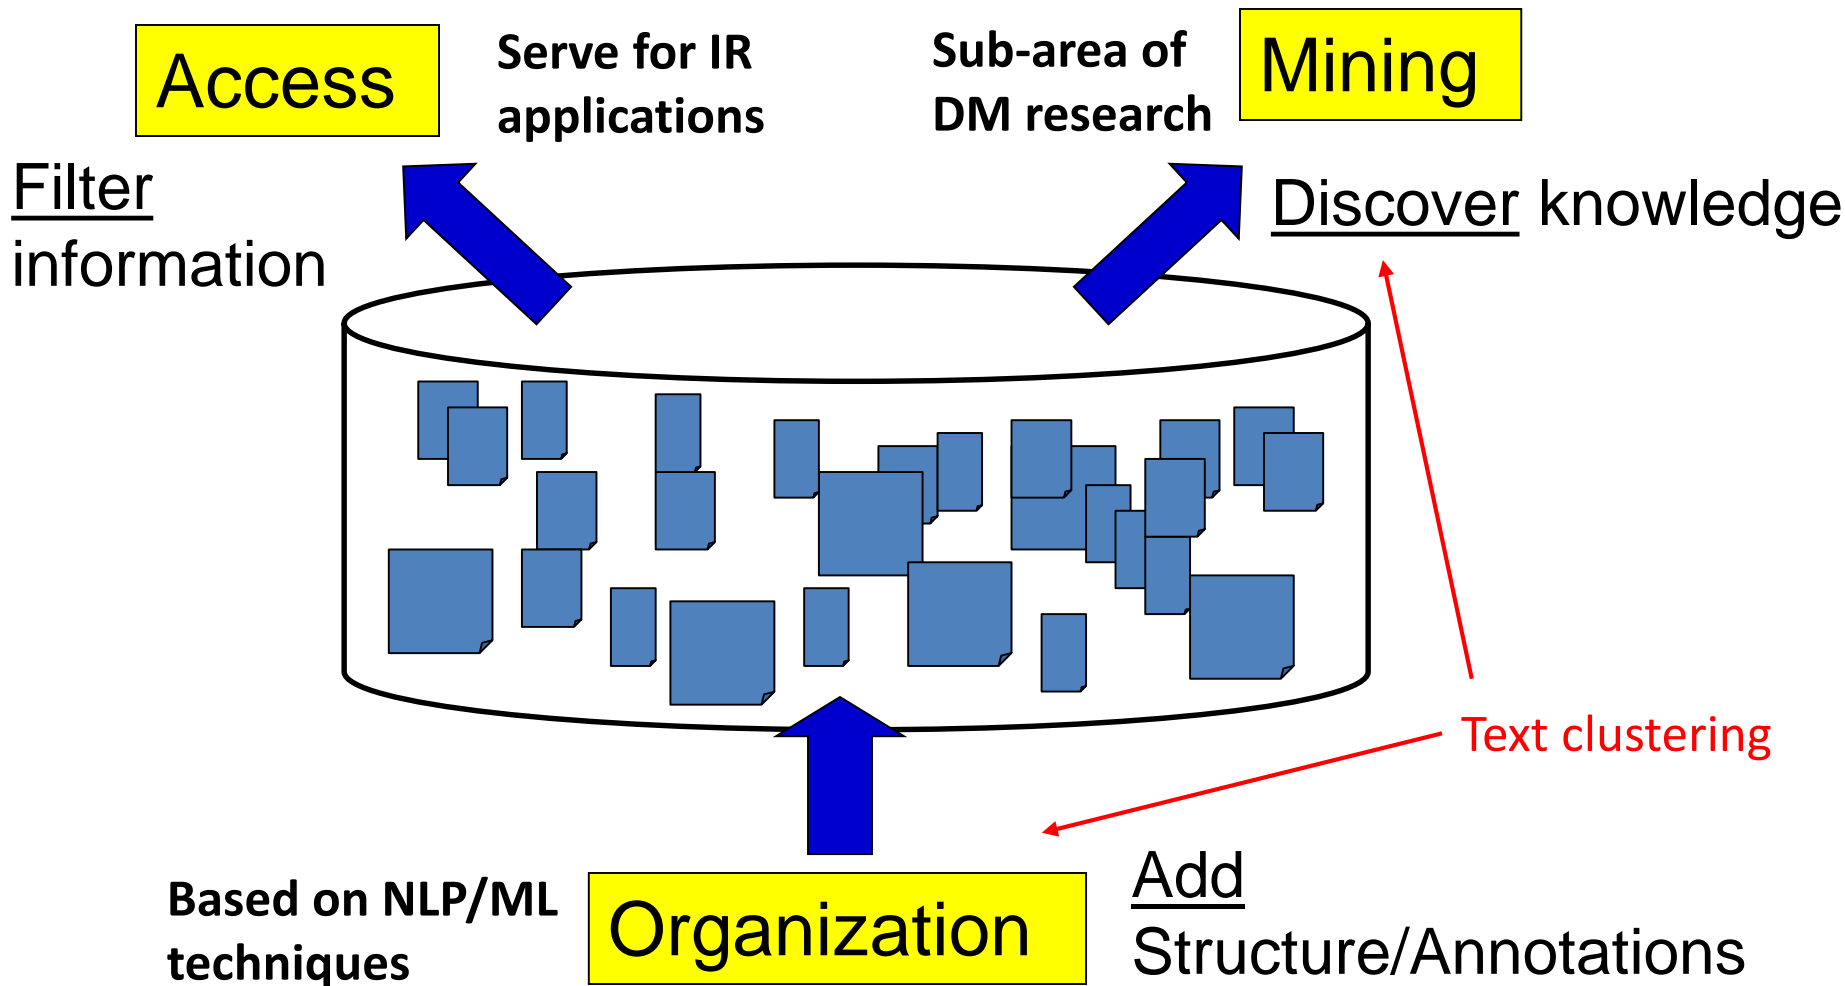 Access
Serve for IR
applications
Sub-area of
DM research
Mining
Filter
information
Discover knowledge
Text clustering
Based on NLP/ML
techniques
Organization
Add
Structure/Annotations